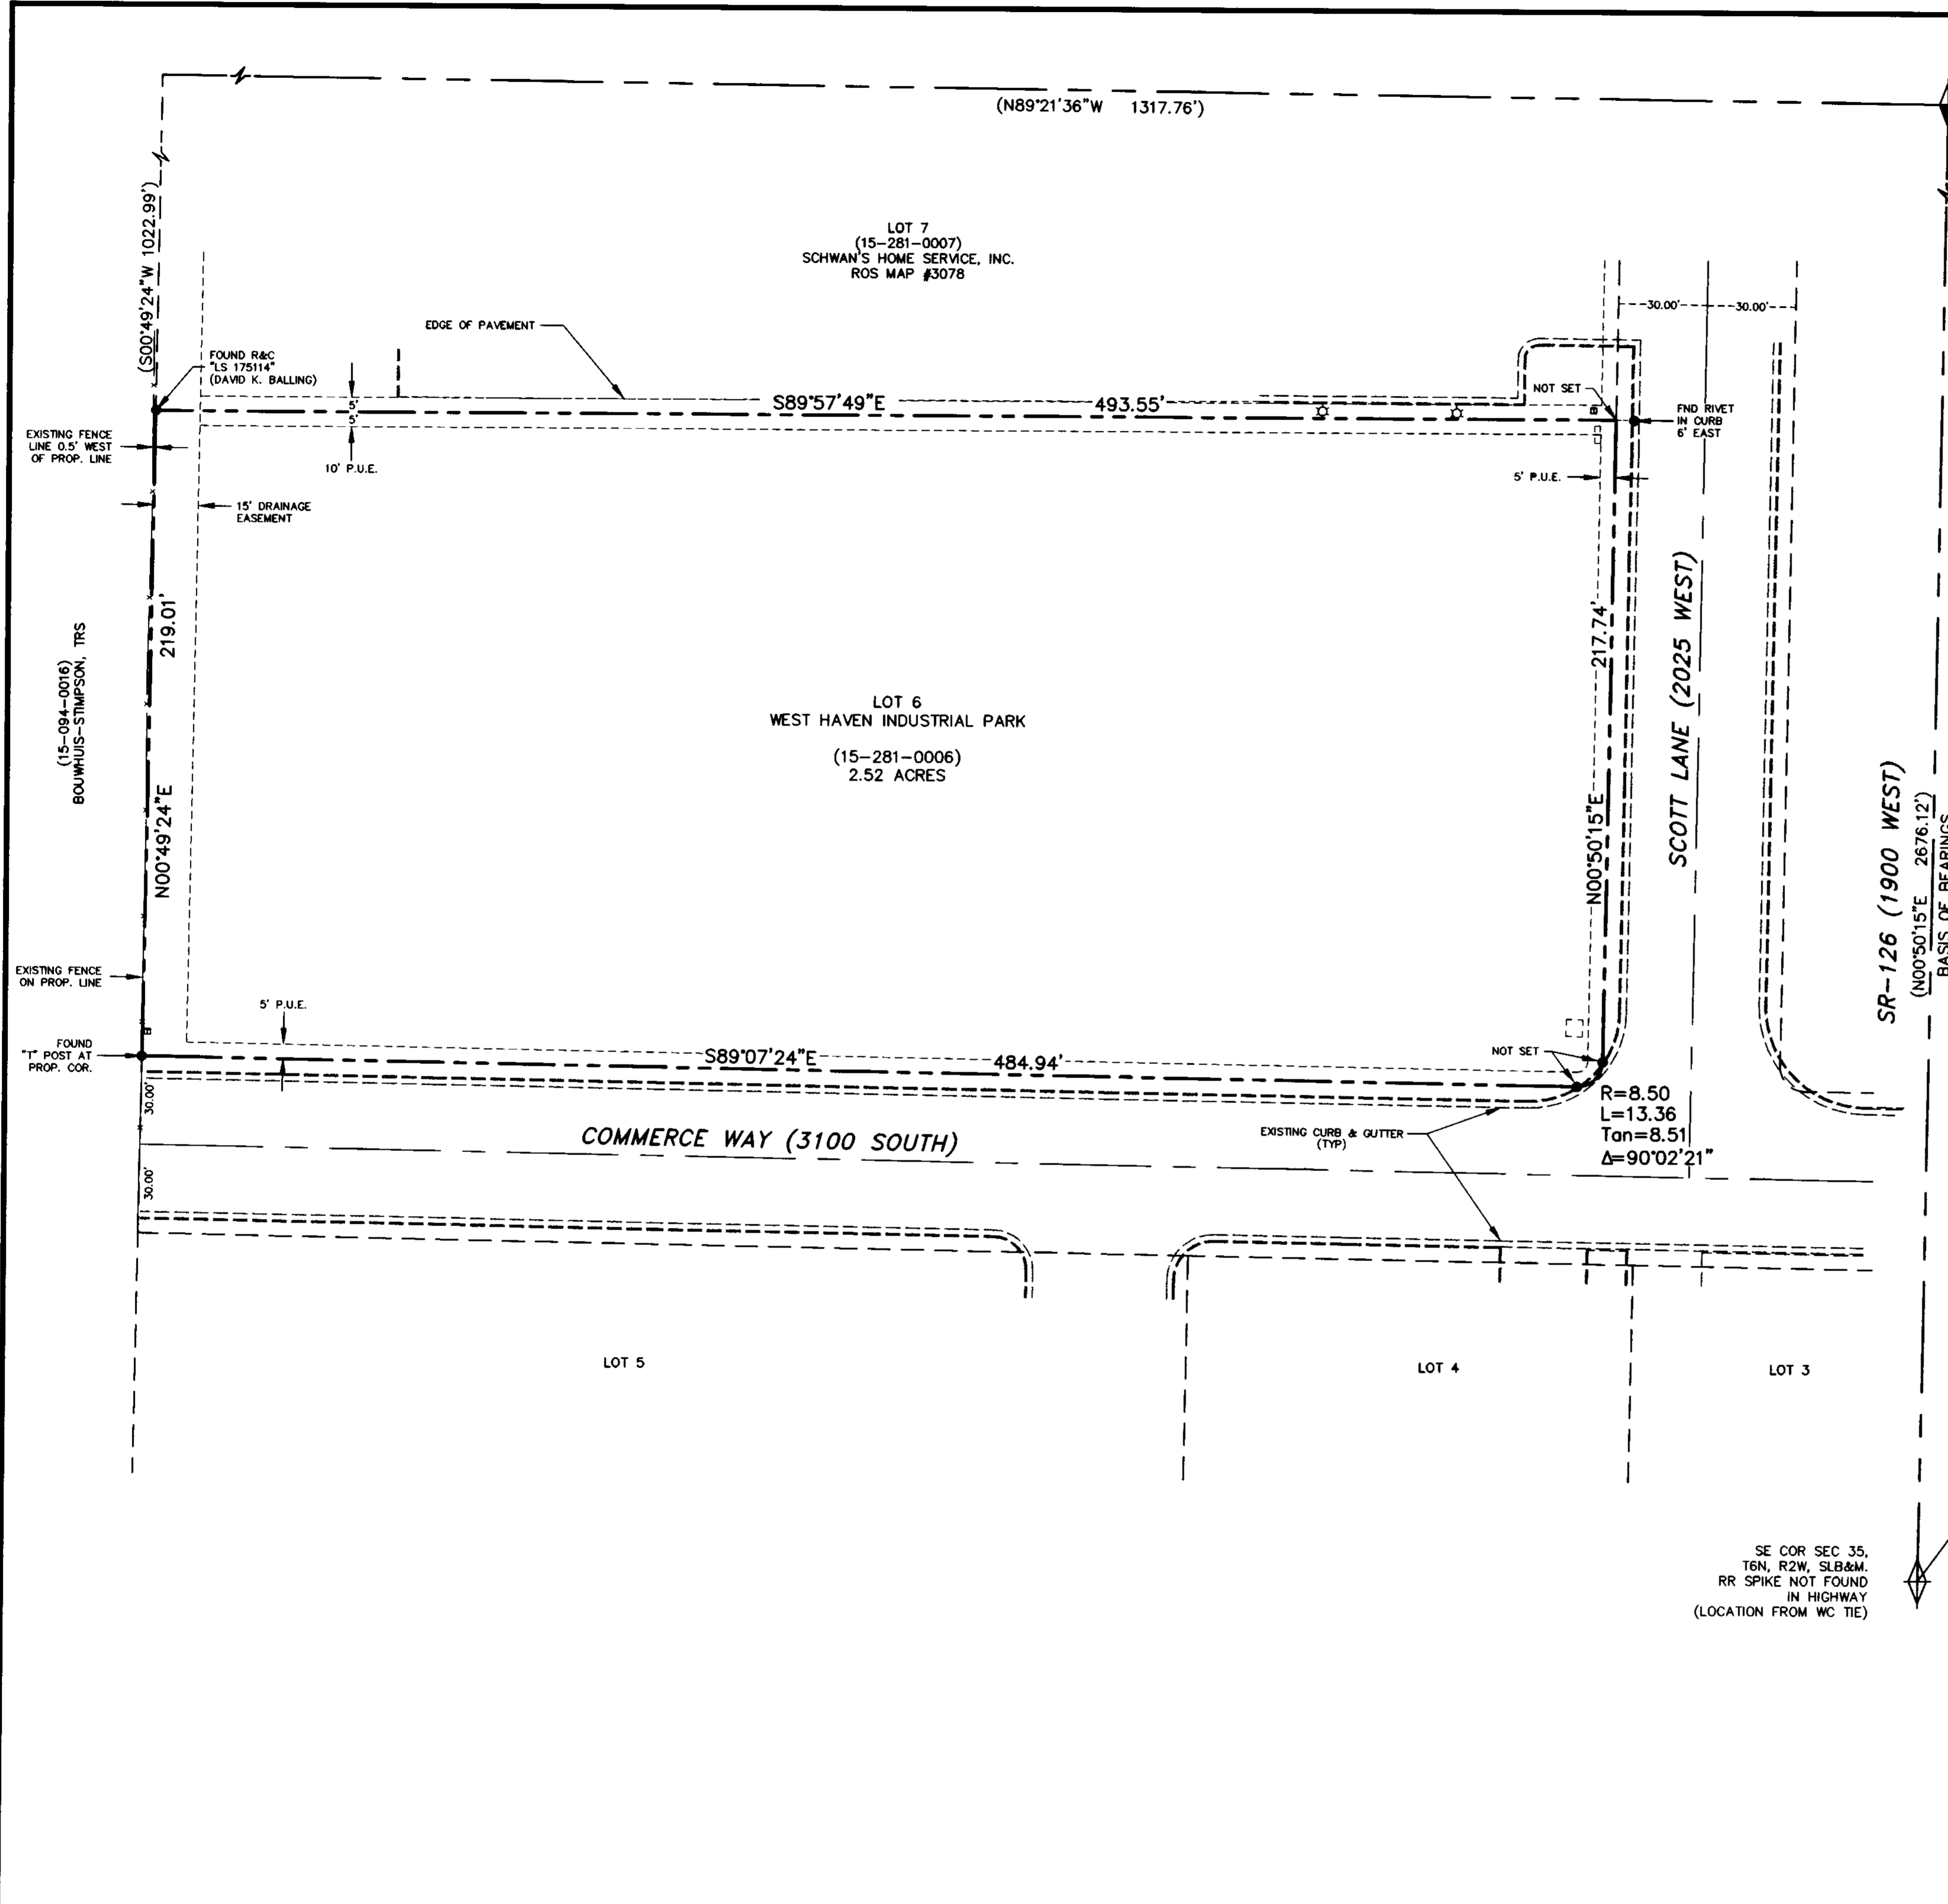 (N89°21'36"W 1317.76')
(S00°49'24"W 1022.99')
LOT 7
(15-281-0007)
SCHWAN'S HOME SERVICE, INC.
ROS MAP #3078
30.00'
30.00'
EDGE OF PAVEMENT
FOUND R&C
"LS 175114"
(DAVID K. BALLING)
5'
5'
S89°57'49"E 493.55'
NOT SET
FND RIVET
IN CURB
6' EAST
EXISTING FENCE
LINE 0.5' WEST
OF PROP. LINE
10' P.U.E.
5' P.U.E.
15' DRAINAGE
EASEMENT
219.01'
N00°49'24"E
(15-094-0016)
BOUWHUIS-STIMPSON, TRS
LOT 6
WEST HAVEN INDUSTRIAL PARK
(15-281-0006)
2.52 ACRES
217.74'
N00°50'15"E
SCOTT LANE (2025 WEST)
SR-126 (1900 WEST)
(N00°50'15"E 2676.12')
BASIS OF BEARINGS
EXISTING FENCE
ON PROP. LINE
5' P.U.E.
FOUND
"T" POST AT
PROP. COR.
S89°07'24"E 484.94'
NOT SET
R=8.50
L=13.36
Tan=8.51
Δ=90°02'21"
30.00'
30.00'
COMMERCE WAY (3100 SOUTH)
EXISTING CURB & GUTTER
(TYP)
LOT 5
LOT 4
LOT 3
SE COR SEC 35,
T6N, R2W, SLB&M.
RR SPIKE NOT FOUND
IN HIGHWAY
(LOCATION FROM WC TIE)